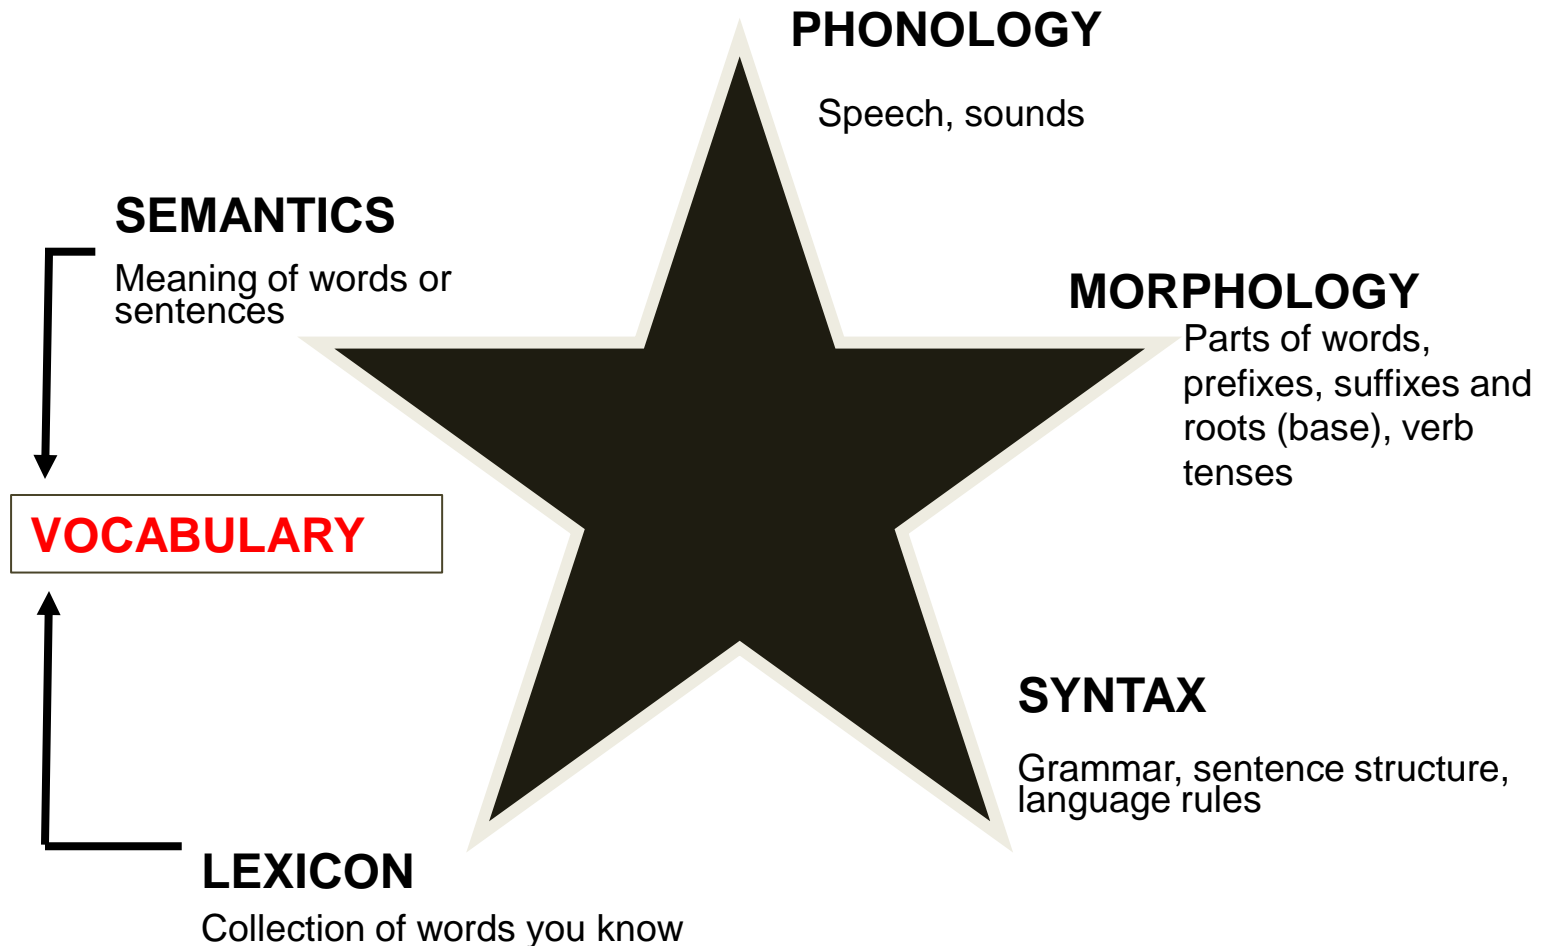 PHONOLOGY
Speech, sounds
SEMANTICS
Meaning of words or
sentences
MORPHOLOGY
Parts of words,
prefixes, suffixes and
roots (base), verb
tenses
VOCABULARY
SYNTAX
Grammar, sentence structure,
language rules
LEXICON
Collection of words you know